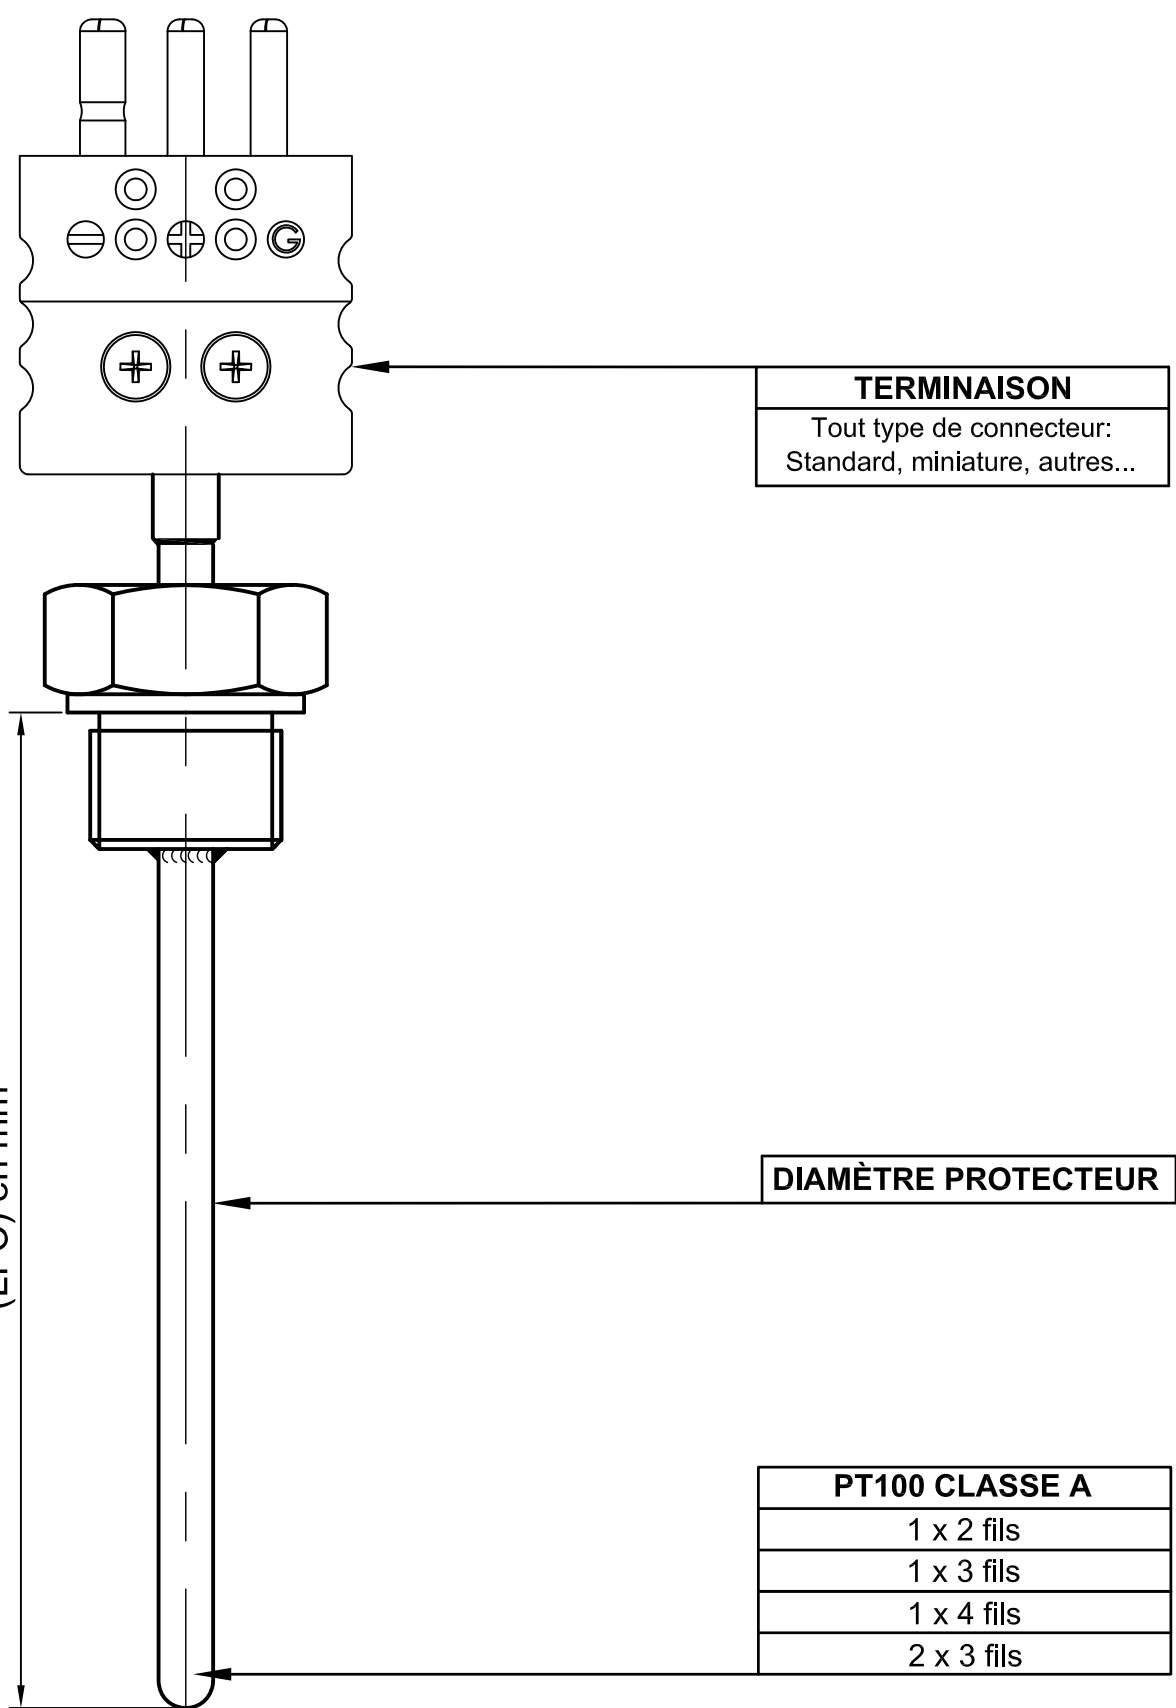 G
TERMINAISON
Tout type de connecteur:
Standard, miniature, autres...
DIAMÈTRE PROTECTEUR
PT100 CLASSE A
1 x 2 fils
1 x 3 fils
1 x 4 fils
2 x 3 fils